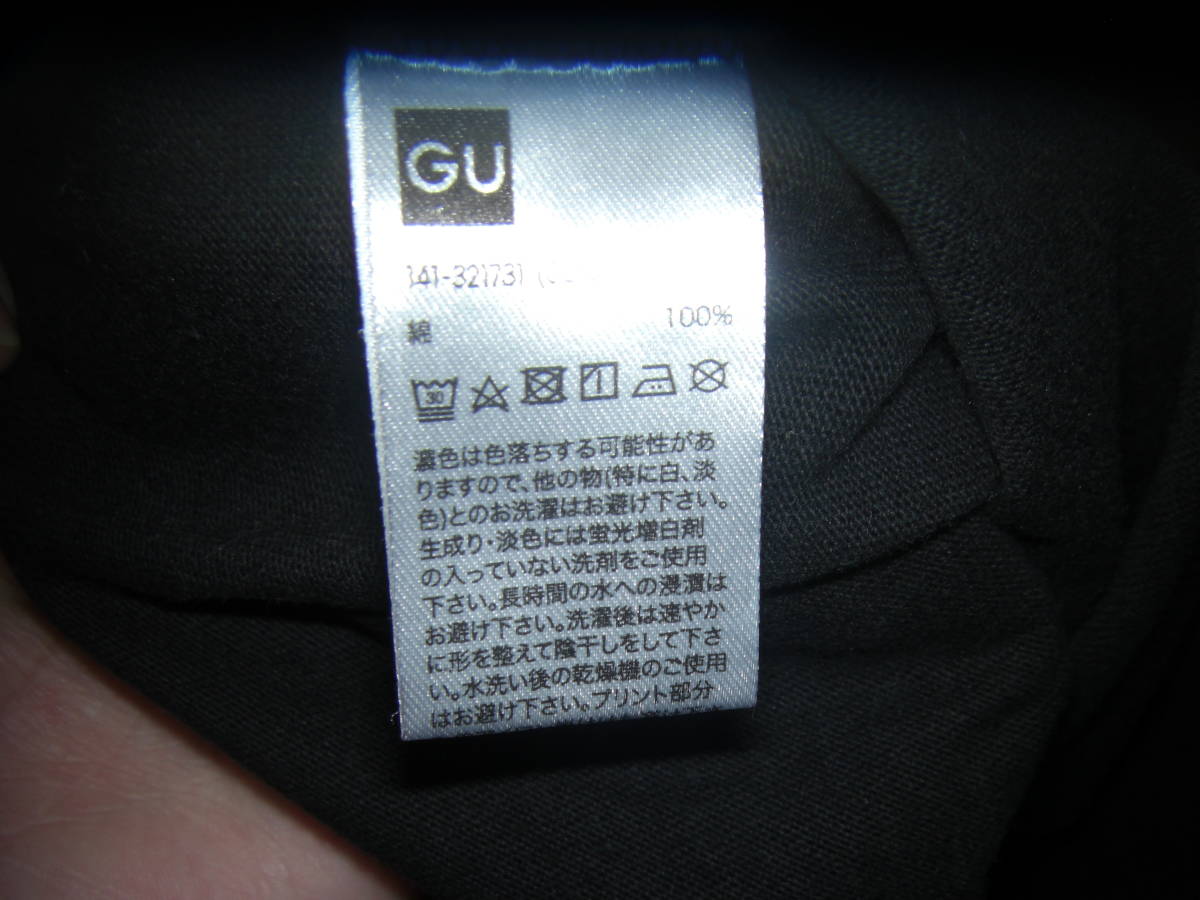 GU
141-321731
綿 100%
30
濃色は色落ちする可能性があ
りますので、他の物(特に白、淡
色)とのお洗濯はお避け下さい。
生成り・淡色には蛍光増白剤
の入っていない洗剤をご使用
下さい。長時間の水への浸漬は
お避け下さい。洗濯後は速やか
に形を整えて陰干しをして下さ
い。水洗い後の乾燥機のご使用
はお避け下さい。プリント部分